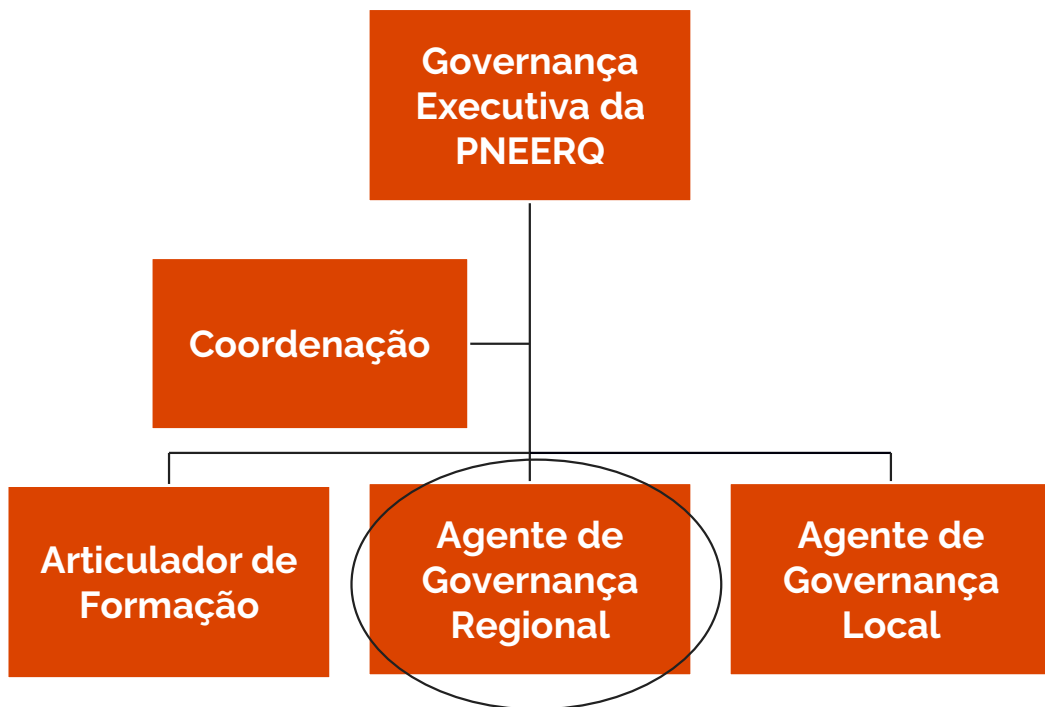 Governança
Executiva da
PNEERQ
Coordenação
Articulador de
Formação
Agente de
Governança
Regional
Agente de
Governança
Local